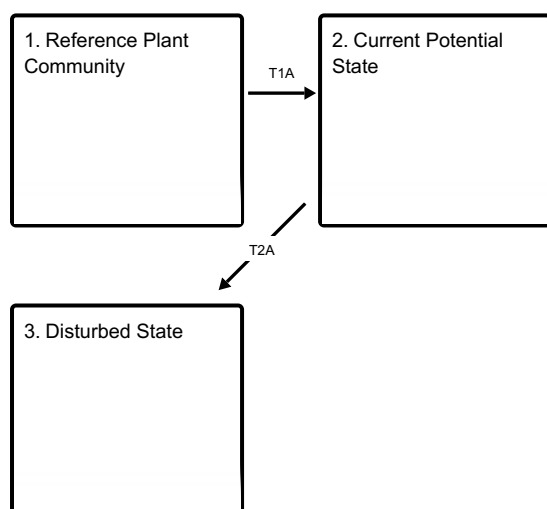 1. Reference Plant
Community
T1A
2. Current Potential
State
T2A
3. Disturbed State